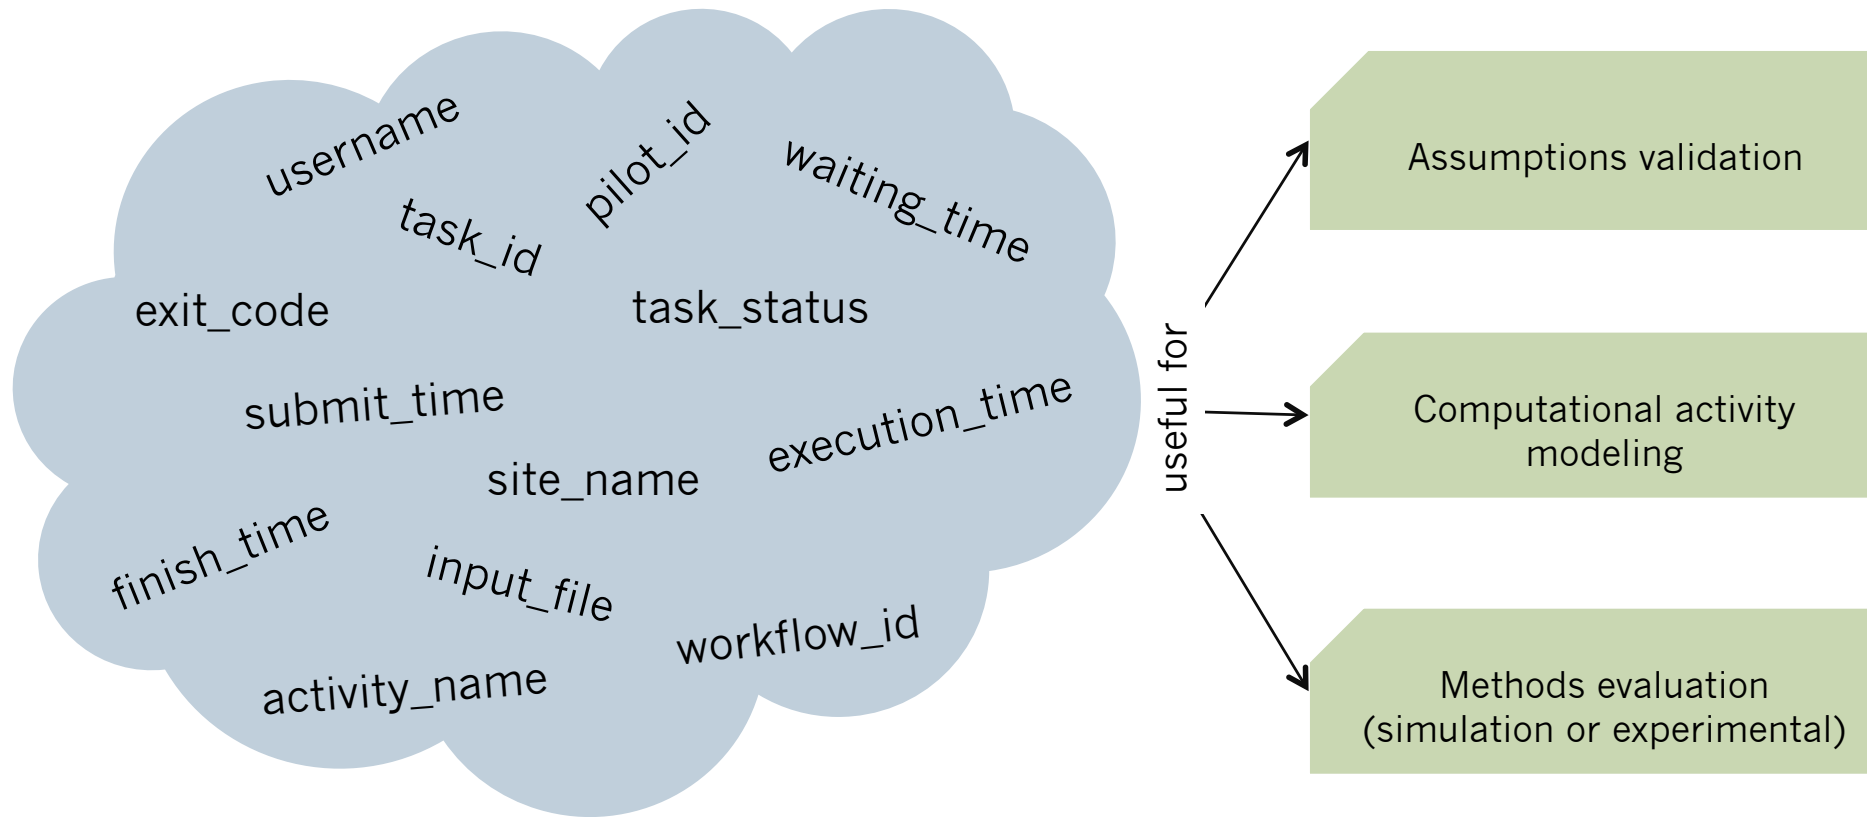 username
pilot_id
waiting_time
task_id
exit_code
task_status
submit_time
execution_time
site_name
finish_time
input_file
workflow_id
activity_name
useful for
Assumptions validation
Computational activity
modeling
Methods evaluation
(simulation or experimental)